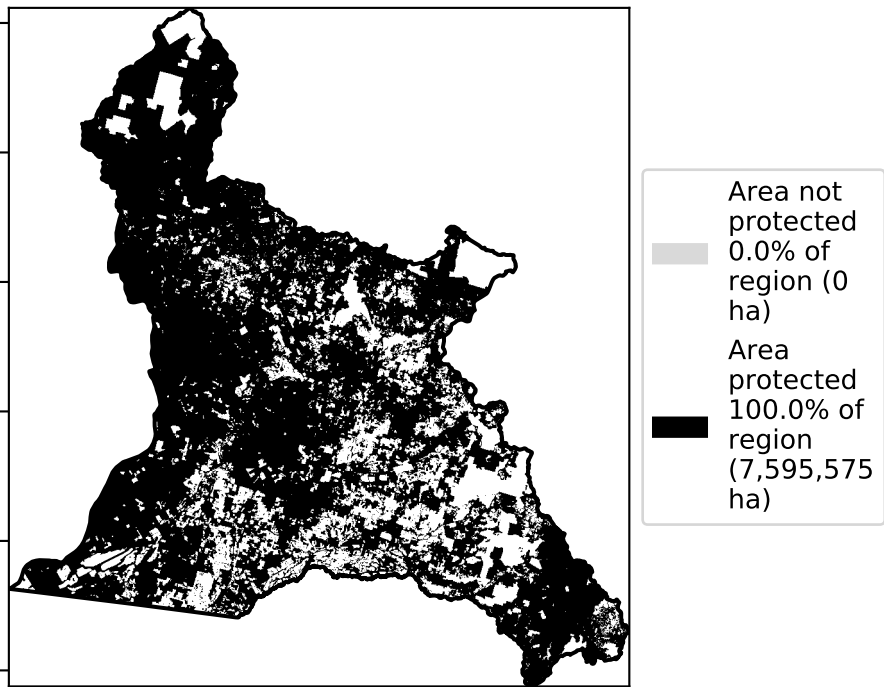 Area not
protected
0.0% of
region (0
ha)
Area
protected
100.0% of
region
(7,595,575
ha)